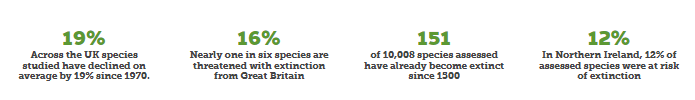 19%
Across the UK species
studied have declined on
average by 19% since 1970.
16%
Nearly one in six species are
threatened with extinction
from Great Britain
151
of 10,008 species assessed
have already become extinct
since 1500
12%
In Northern Ireland, 12% of
assessed species were at risk
of extinction